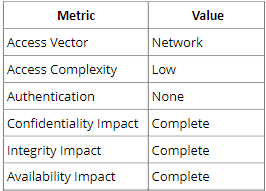 Metric Value
Access Vector Network
Access Complexity Low
Authentication None
Confidentiality Impact Complete
Integrity Impact Complete
Availability Impact Complete